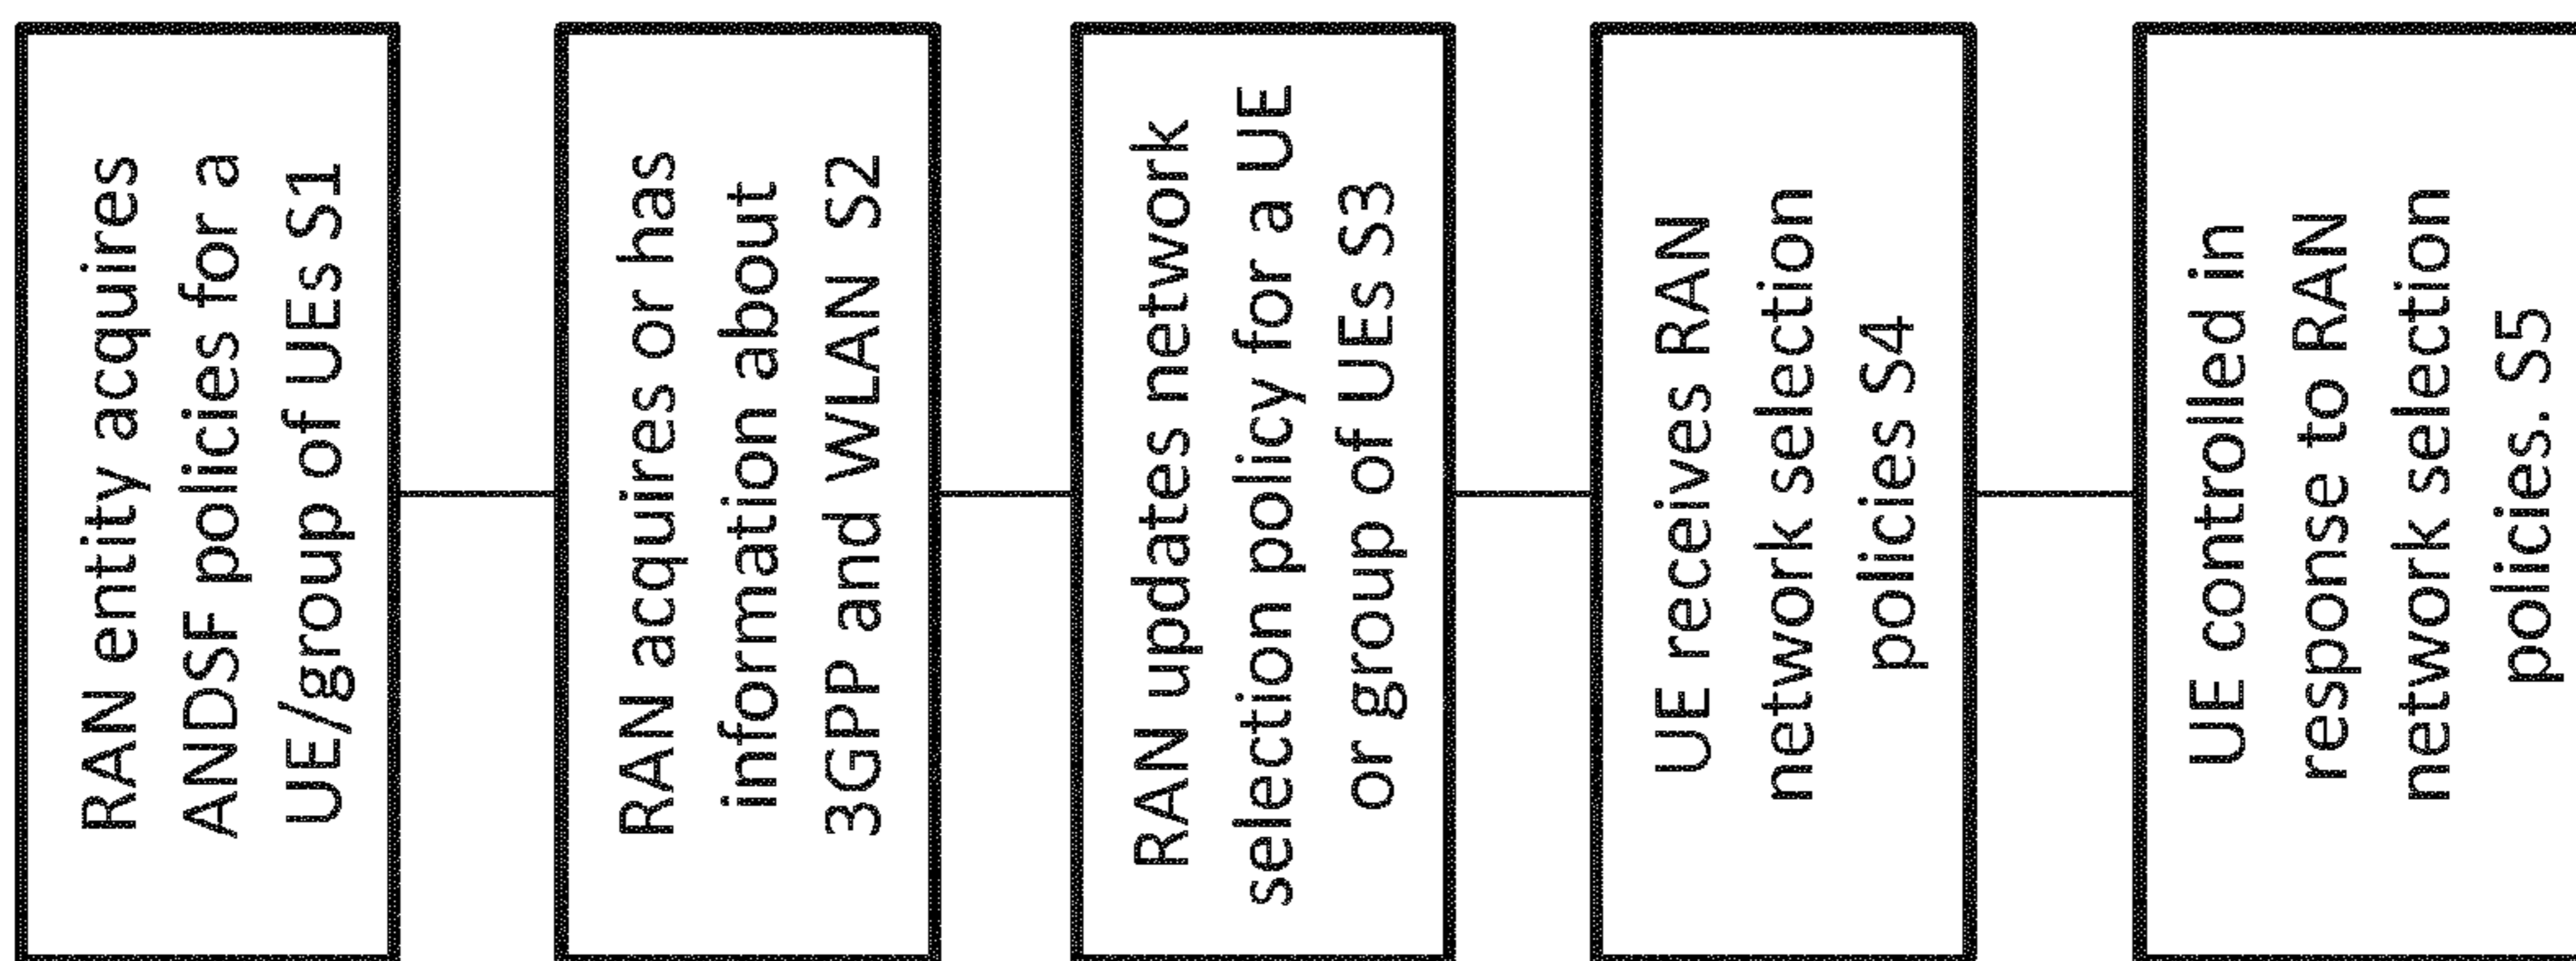 RAN entity acquires
ANDSF policies for a
UE/group of UEs S1
RAN acquires or has
information about
3GPP and WLAN S2
RAN updates network
selection policy for a UE
or group of UEs S3
UE receives RAN
network selection
policies S4
UE controlled in
response to RAN
network selection
policies. S5